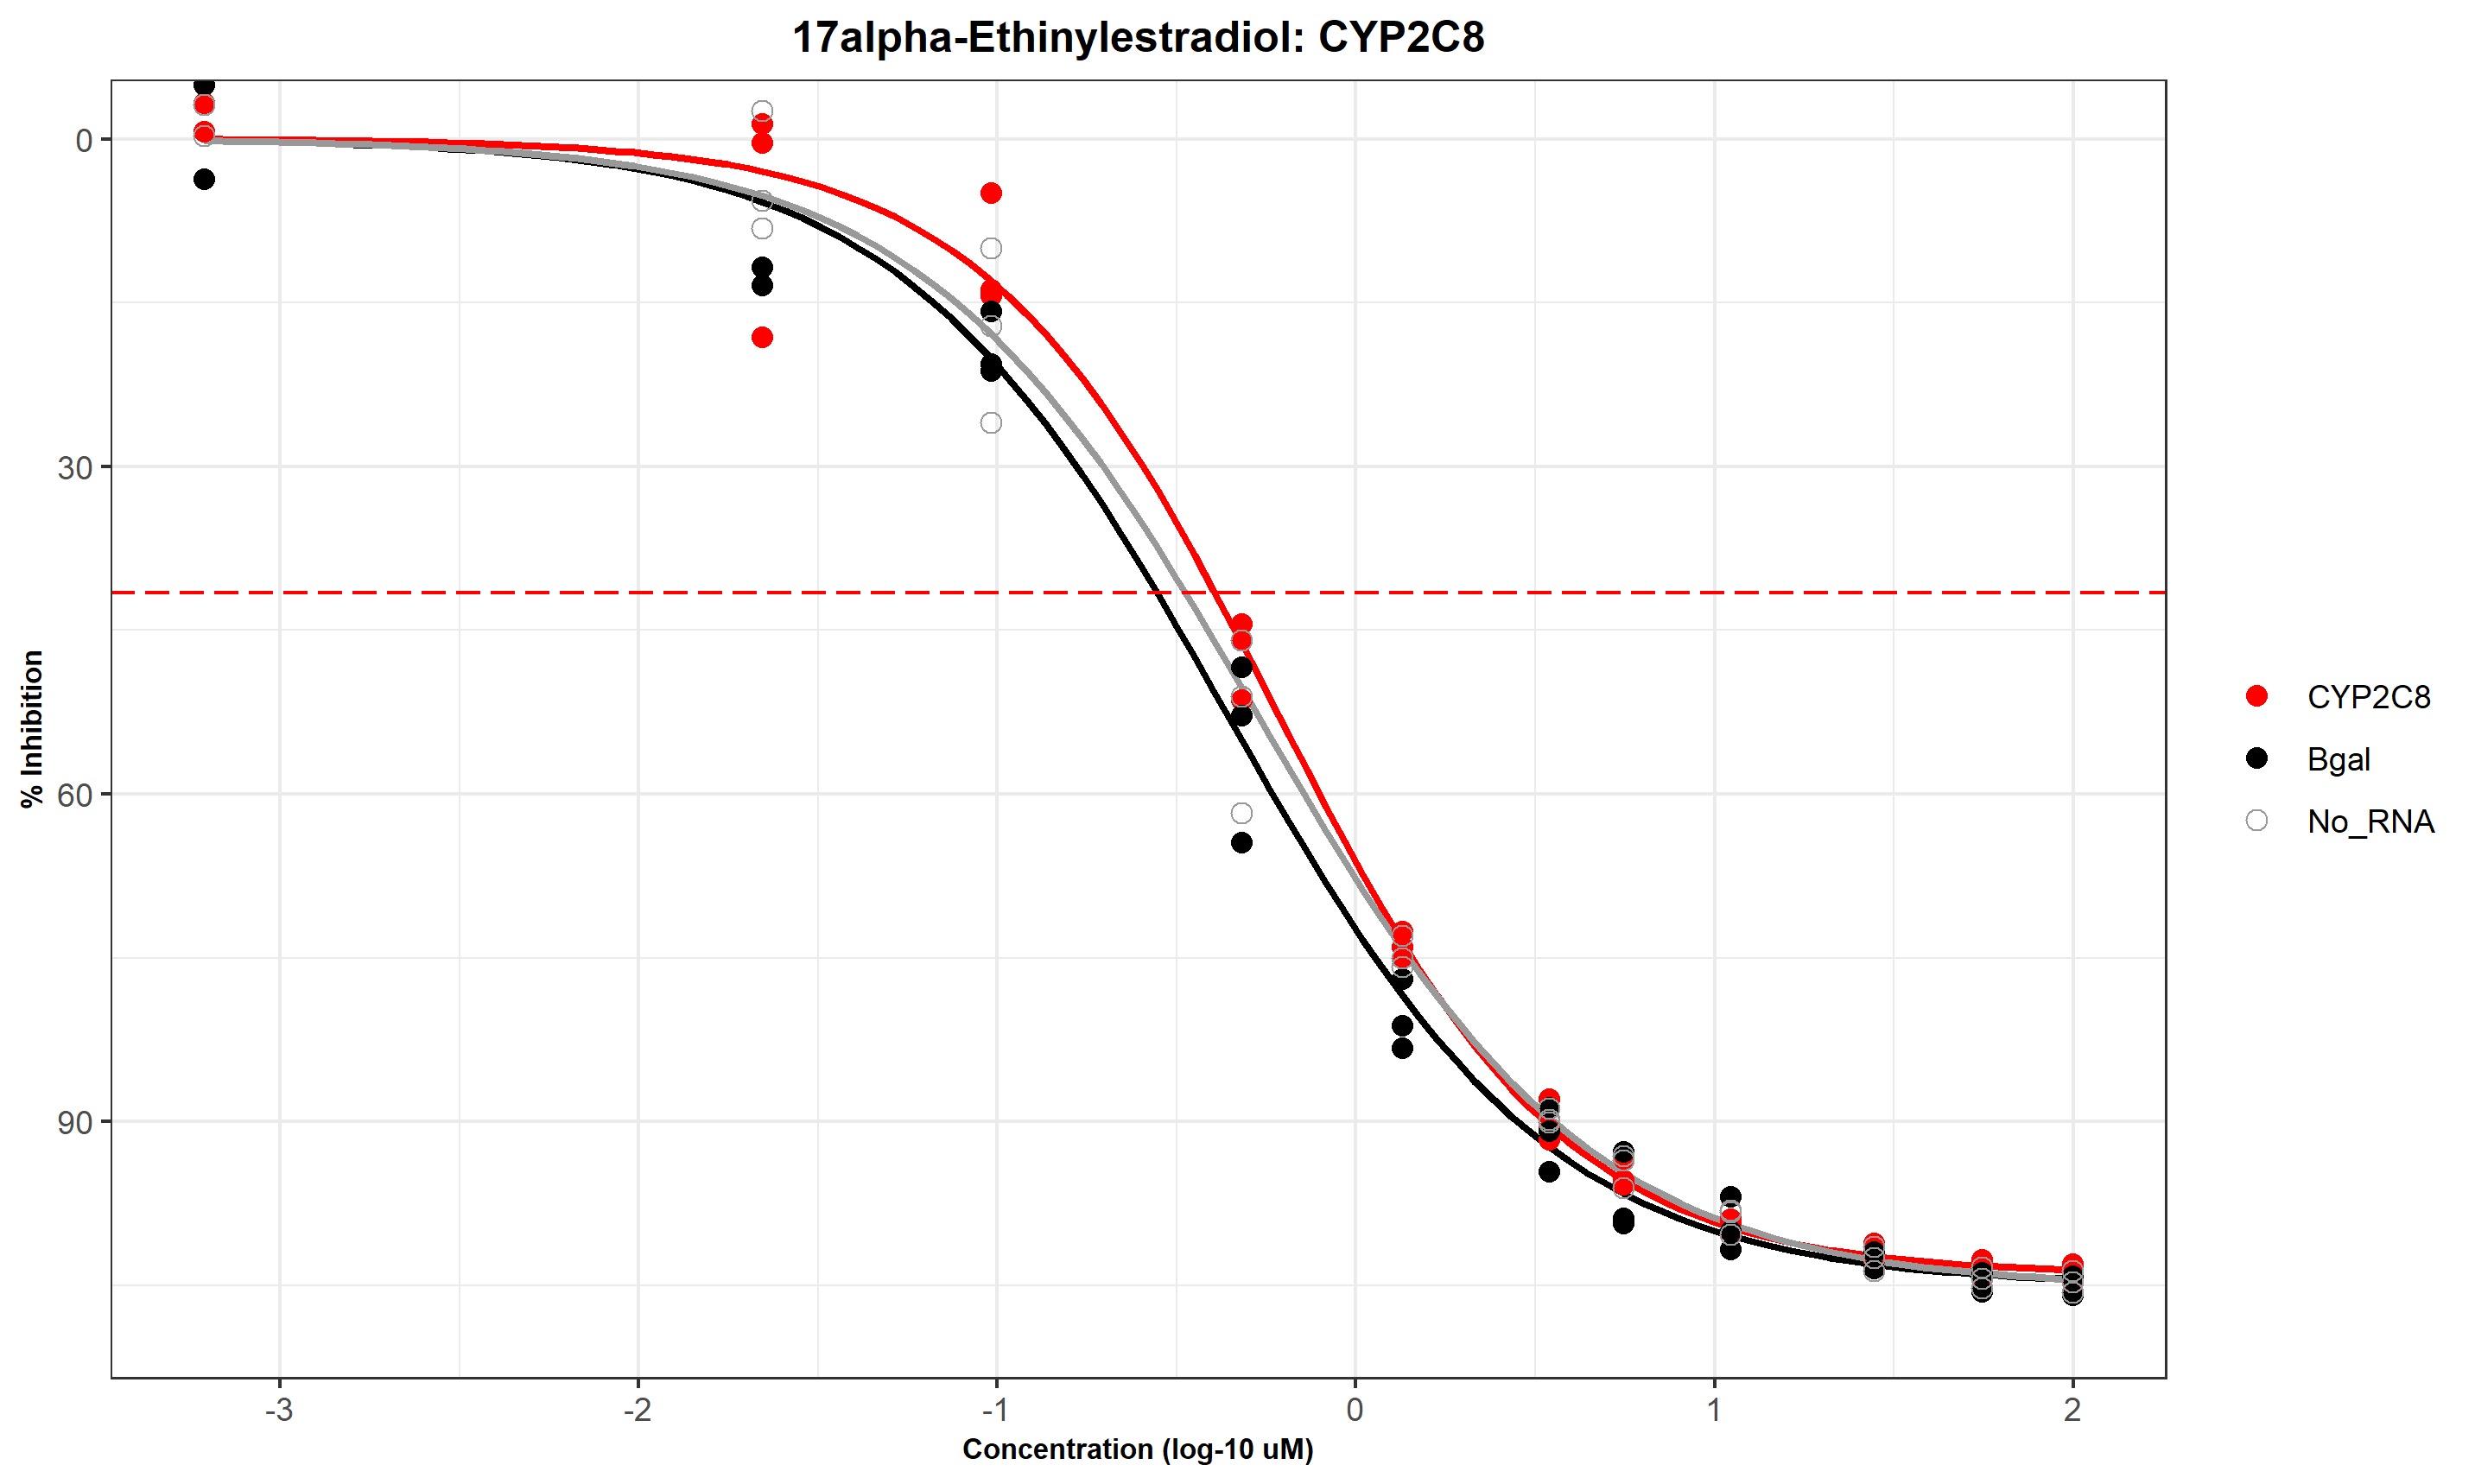 17alpha-Ethinylestradiol: CYP2C8
% Inhibition
0
30
60
90
-3
-2
-1
0
1
2
Concentration (log-10 uM)
CYP2C8
Bgal
No_RNA